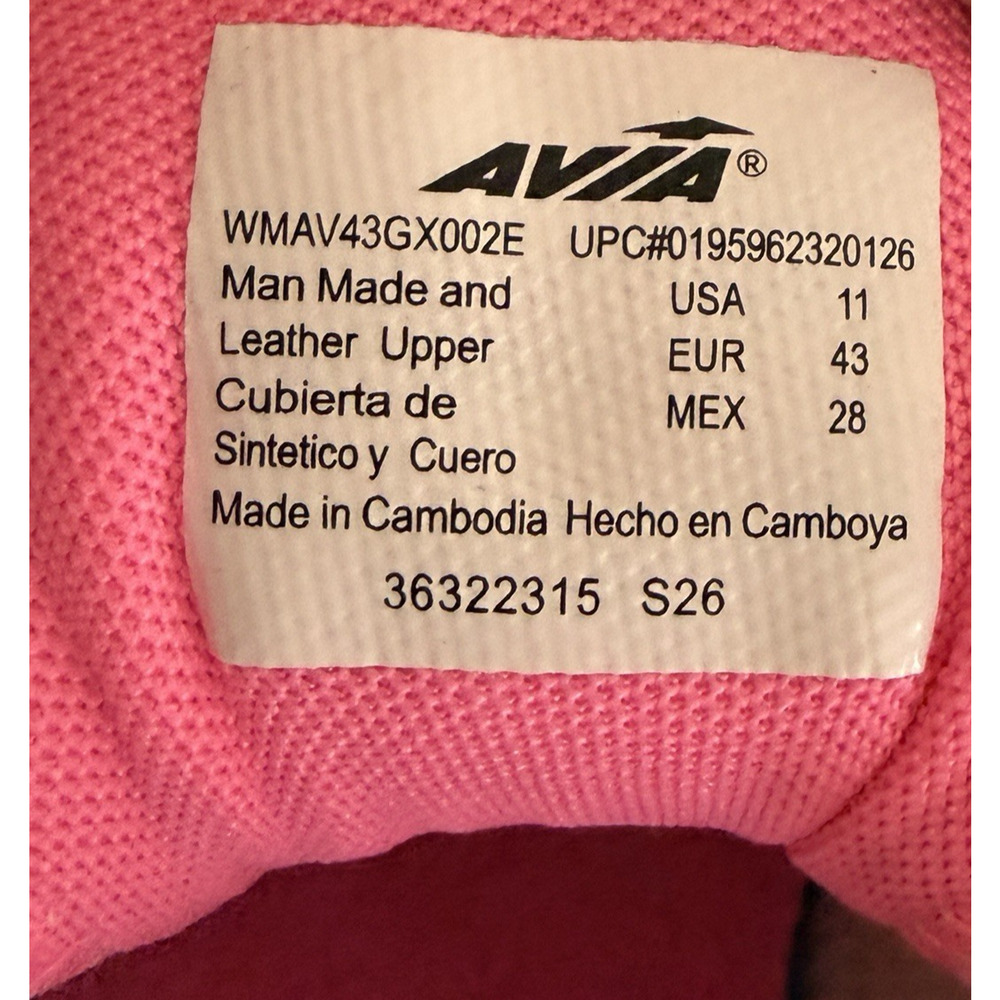 AVIA®
WMAV43GX002E UPC#0195962320126
Man Made and USA 11
Leather Upper EUR 43
Cubierta de MEX 28
Sintetico y Cuero
Made in Cambodia Hecho en Camboya
36322315 S26